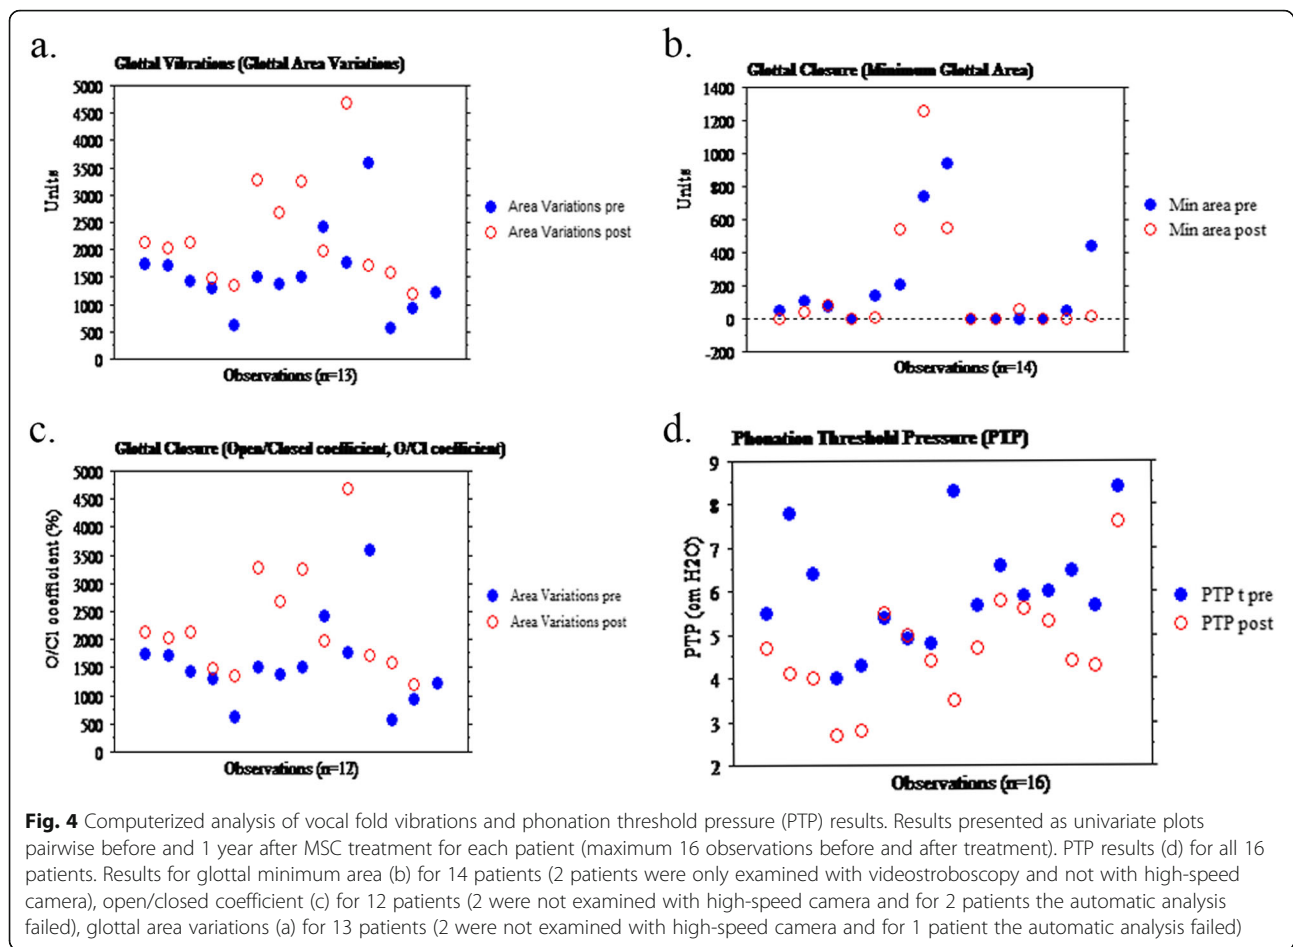 a.
Glottal Vibrations (Glottal Area Variations)
5000
4500
4000
3500
3000
2500
2000
1500
1000
500
0
Units
Observations (n=13)
Area Variations pre
Area Variations post
b.
Glottal Closure (Minimum Glottal Area)
1400
1200
1000
800
600
400
200
0
-200
Units
Observations (n=14)
Min area pre
Min area post
c.
Glottal Closure (Open/Closed coefficient, O/Cl coefficient)
5000
4500
4000
3500
3000
2500
2000
1500
1000
500
0
O/Cl coefficient (%)
Observations (n=12)
Area Variations pre
Area Variations post
d.
Phonation Threshold Pressure (PTP)
9
8
7
6
5
4
3
2
PTP (cm H2O)
Observations (n=16)
PTP t pre
PTP post
Fig. 4 Computerized analysis of vocal fold vibrations and phonation threshold pressure (PTP) results. Results presented as univariate plots
pairwise before and 1 year after MSC treatment for each patient (maximum 16 observations before and after treatment). PTP results (d) for all 16
patients. Results for glottal minimum area (b) for 14 patients (2 patients were only examined with videostroboscopy and not with high-speed
camera), open/closed coefficient (c) for 12 patients (2 were not examined with high-speed camera and for 2 patients the automatic analysis
failed), glottal area variations (a) for 13 patients (2 were not examined with high-speed camera and for 1 patient the automatic analysis failed)